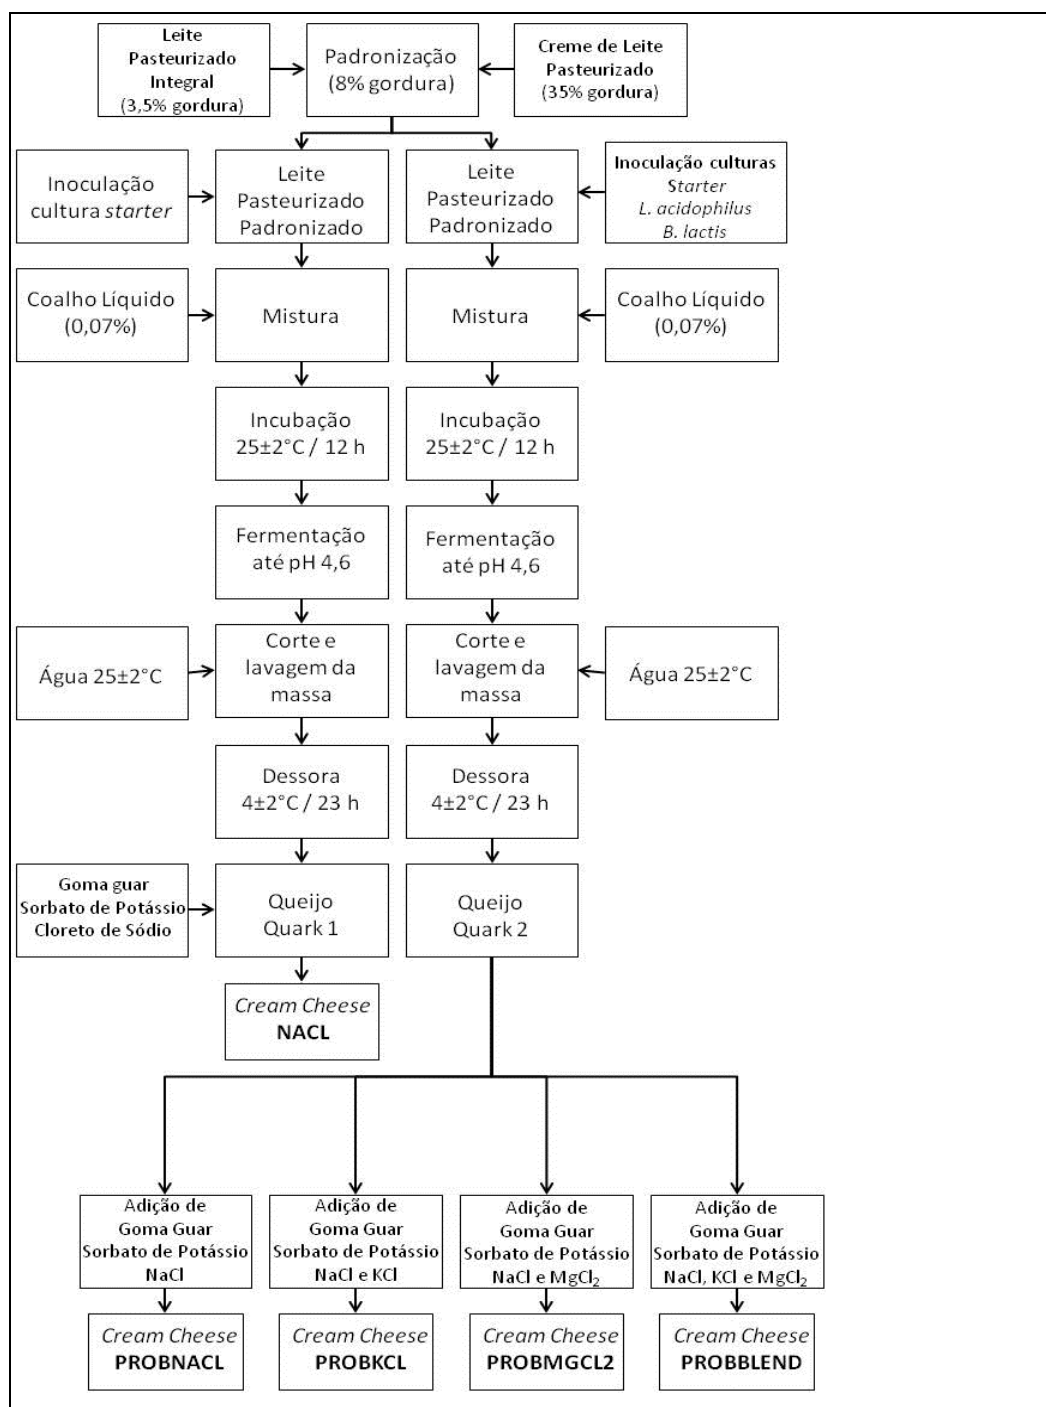 Leite
Pasteurizado
Integral
(3,5% gordura)
Padronização
(8% gordura)
Creme de Leite
Pasteurizado
(35% gordura)
Inoculação
cultura starter
Leite
Pasteurizado
Padronizado
Leite
Pasteurizado
Padronizado
Inoculação culturas
Starter
L. acidophilus
B. lactis
Coalho Líquido
(0,07%)
Mistura
Mistura
Coalho Líquido
(0,07%)
Incubação
25±2°C / 12 h
Incubação
25±2°C / 12 h
Fermentação
até pH 4,6
Fermentação
até pH 4,6
Água 25±2°C
Corte e
lavagem da
massa
Corte e
lavagem da
massa
Água 25±2°C
Dessora
4±2°C / 23 h
Dessora
4±2°C / 23 h
Goma guar
Sorbato de Potássio
Cloreto de Sódio
Queijo
Quark 1
Queijo
Quark 2
Cream Cheese
NACL
Adição de
Goma Guar
Sorbato de Potássio
NaCl
Adição de
Goma Guar
Sorbato de Potássio
NaCl e KCl
Adição de
Goma Guar
Sorbato de Potássio
NaCl e MgCl₂
Adição de
Goma Guar
Sorbato de Potássio
NaCl, KCl e MgCl₂
Cream Cheese
PROBNACL
Cream Cheese
PROBKCL
Cream Cheese
PROBMGCL2
Cream Cheese
PROBBLEND